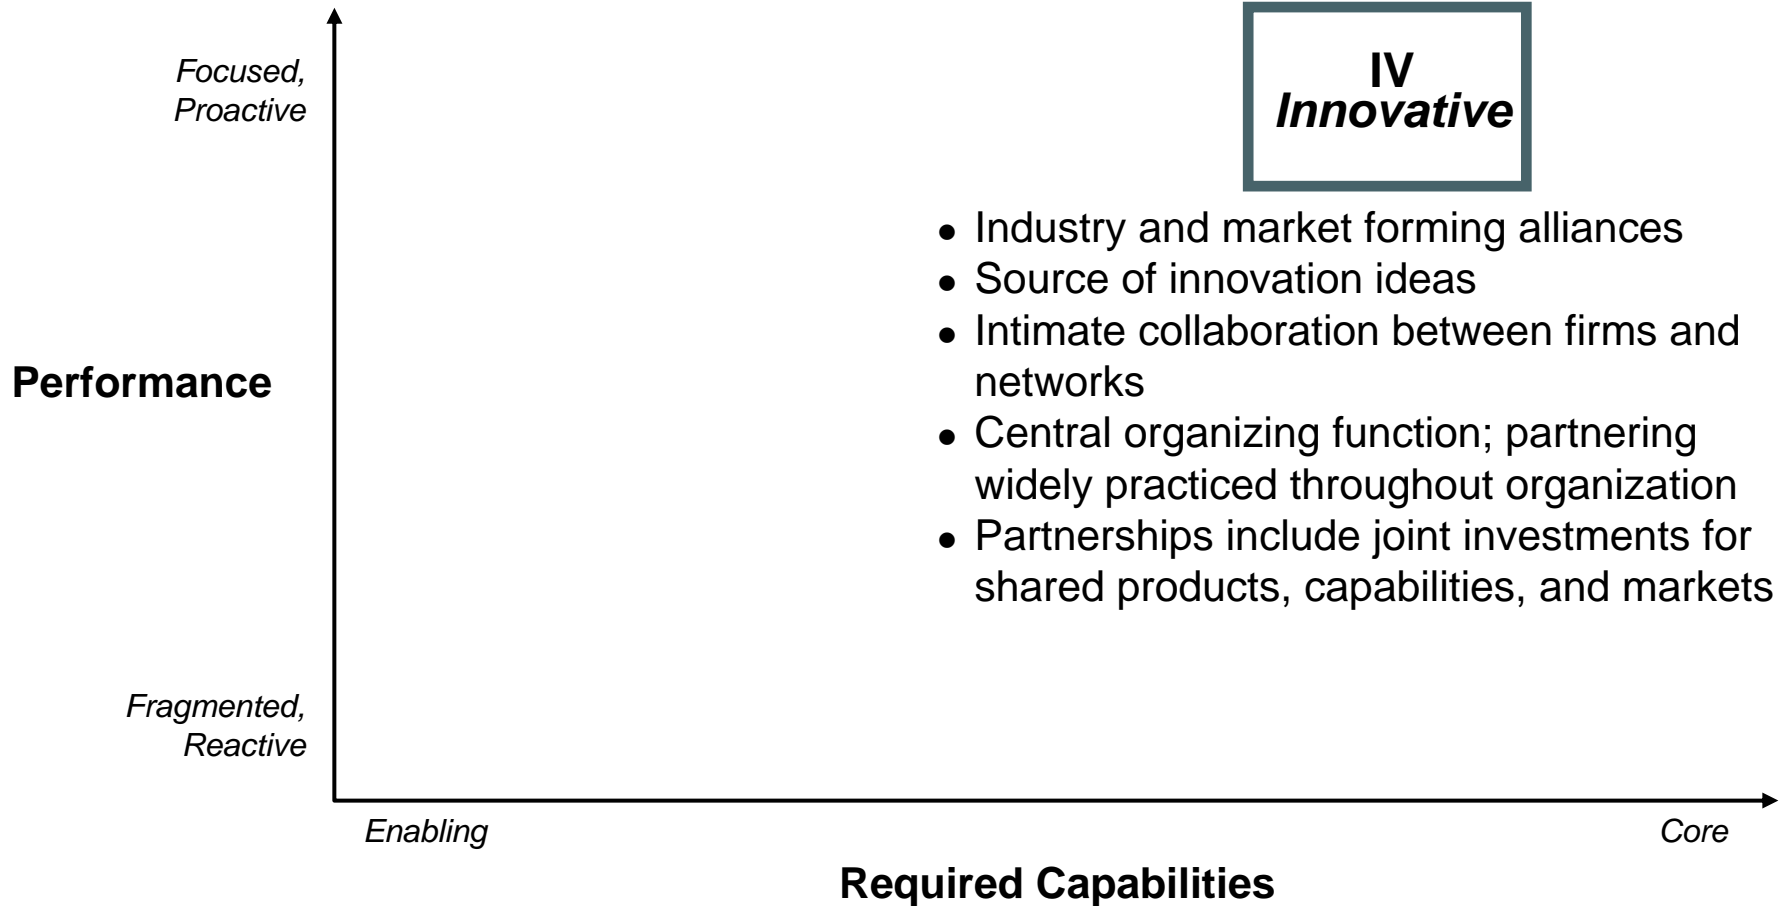 Focused,
Proactive
IV
Innovative
● Industry and market forming alliances
● Source of innovation ideas
● Intimate collaboration between firms and
networks
● Central organizing function; partnering
widely practiced throughout organization
● Partnerships include joint investments for
shared products, capabilities, and markets
Performance
Fragmented,
Reactive
Enabling
Core
Required Capabilities